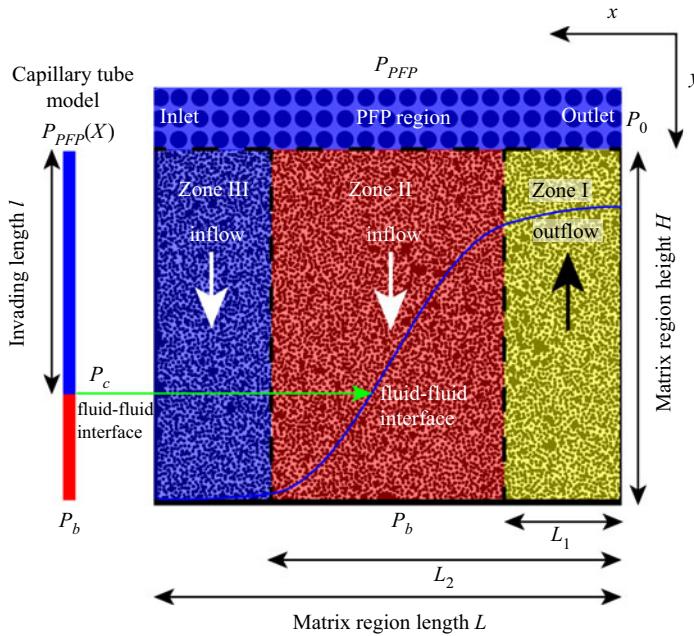 x
y
Capillary tube
model
P_PFP(X)
P_PFP
Inlet
PFP region
Outlet
P_0
Zone III
Zone II
Zone I
inflow
inflow
outflow
Invading length l
Matrix region height H
P_c
fluid-fluid
interface
fluid-fluid
interface
P_b
P_b
L_1
L_2
Matrix region length L